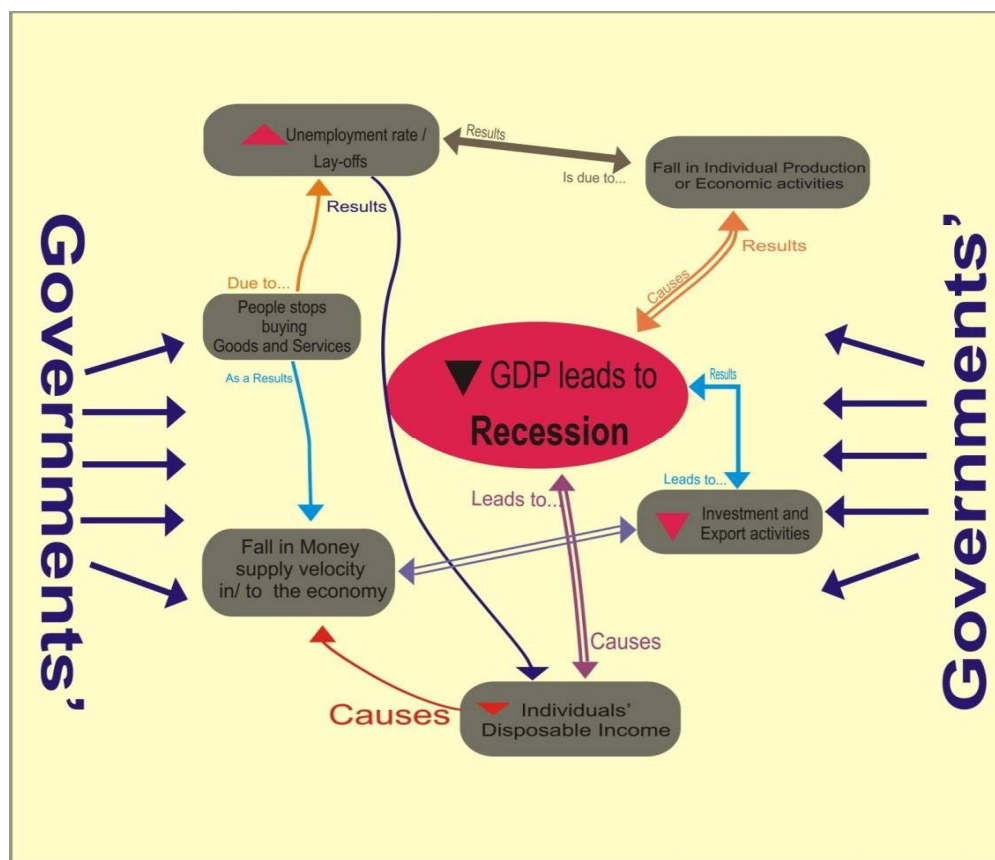 Unemployment rate /
Lay-offs
Results
Is due to...
Fall in Individual Production
or Economic activities
Results
Causes
Results
Due to...
People stops
buying
Goods and Services
As a Results
GDP leads to
Recession
Results
Leads to...
Leads to...
Investment and
Export activities
Fall in Money
supply velocity
in/ to the economy
Causes
Causes
Individuals'
Disposable Income
Governments'
Governments'